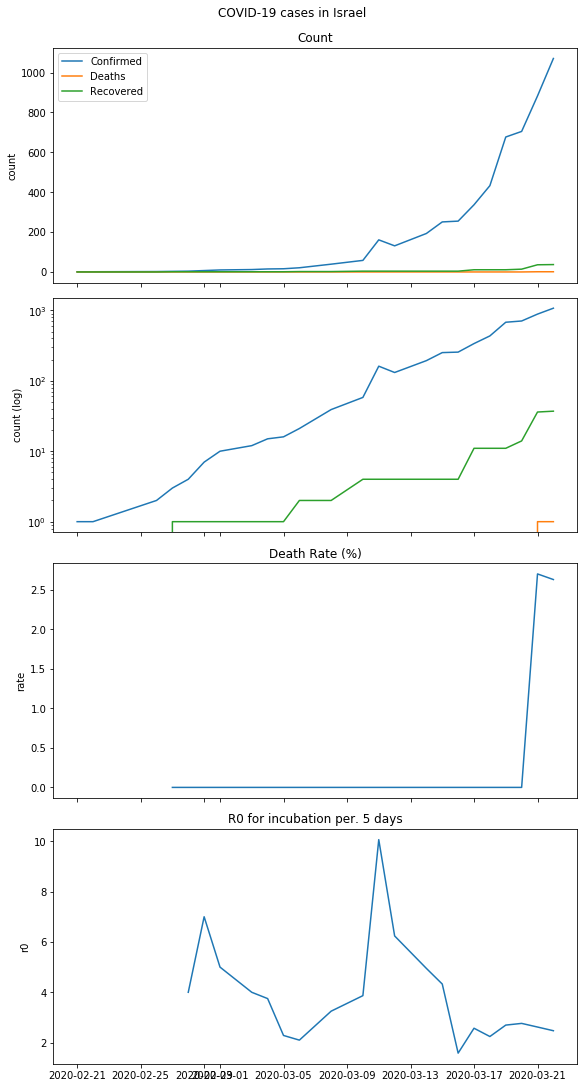 COVID-19 cases in Israel
Count
Confirmed
Deaths
Recovered
1000
800
600
400
200
0
count
10³
10²
10¹
10⁰
count (log)
Death Rate (%)
2.5
2.0
1.5
1.0
0.5
0.0
rate
R0 for incubation per. 5 days
10
8
6
4
2
r0
2020-02-21 2020-02-25 2020-02-29 2020-03-01 2020-03-05 2020-03-09 2020-03-13 2020-03-17 2020-03-21